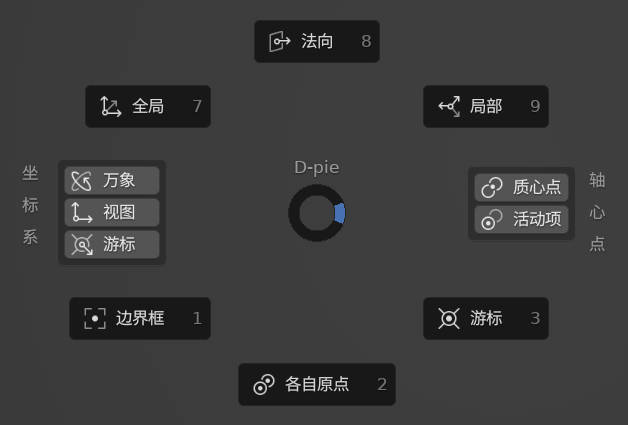 法向 8
全局 7
局部 9
D-pie
坐标系
万象
视图
游标
质心点
活动项
轴心点
边界框 1
游标 3
各自原点 2